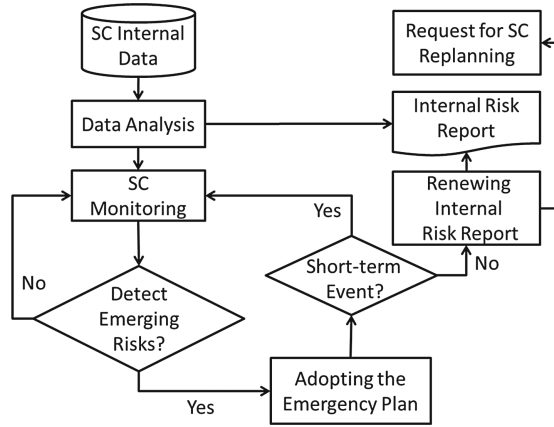 SC Internal
Data
Request for SC
Replanning
Data Analysis
Internal Risk
Report
SC
Monitoring
Renewing
Internal
Risk Report
Yes
No
Short-term
Event?
No
Detect
Emerging
Risks?
Yes
Adopting the
Emergency Plan